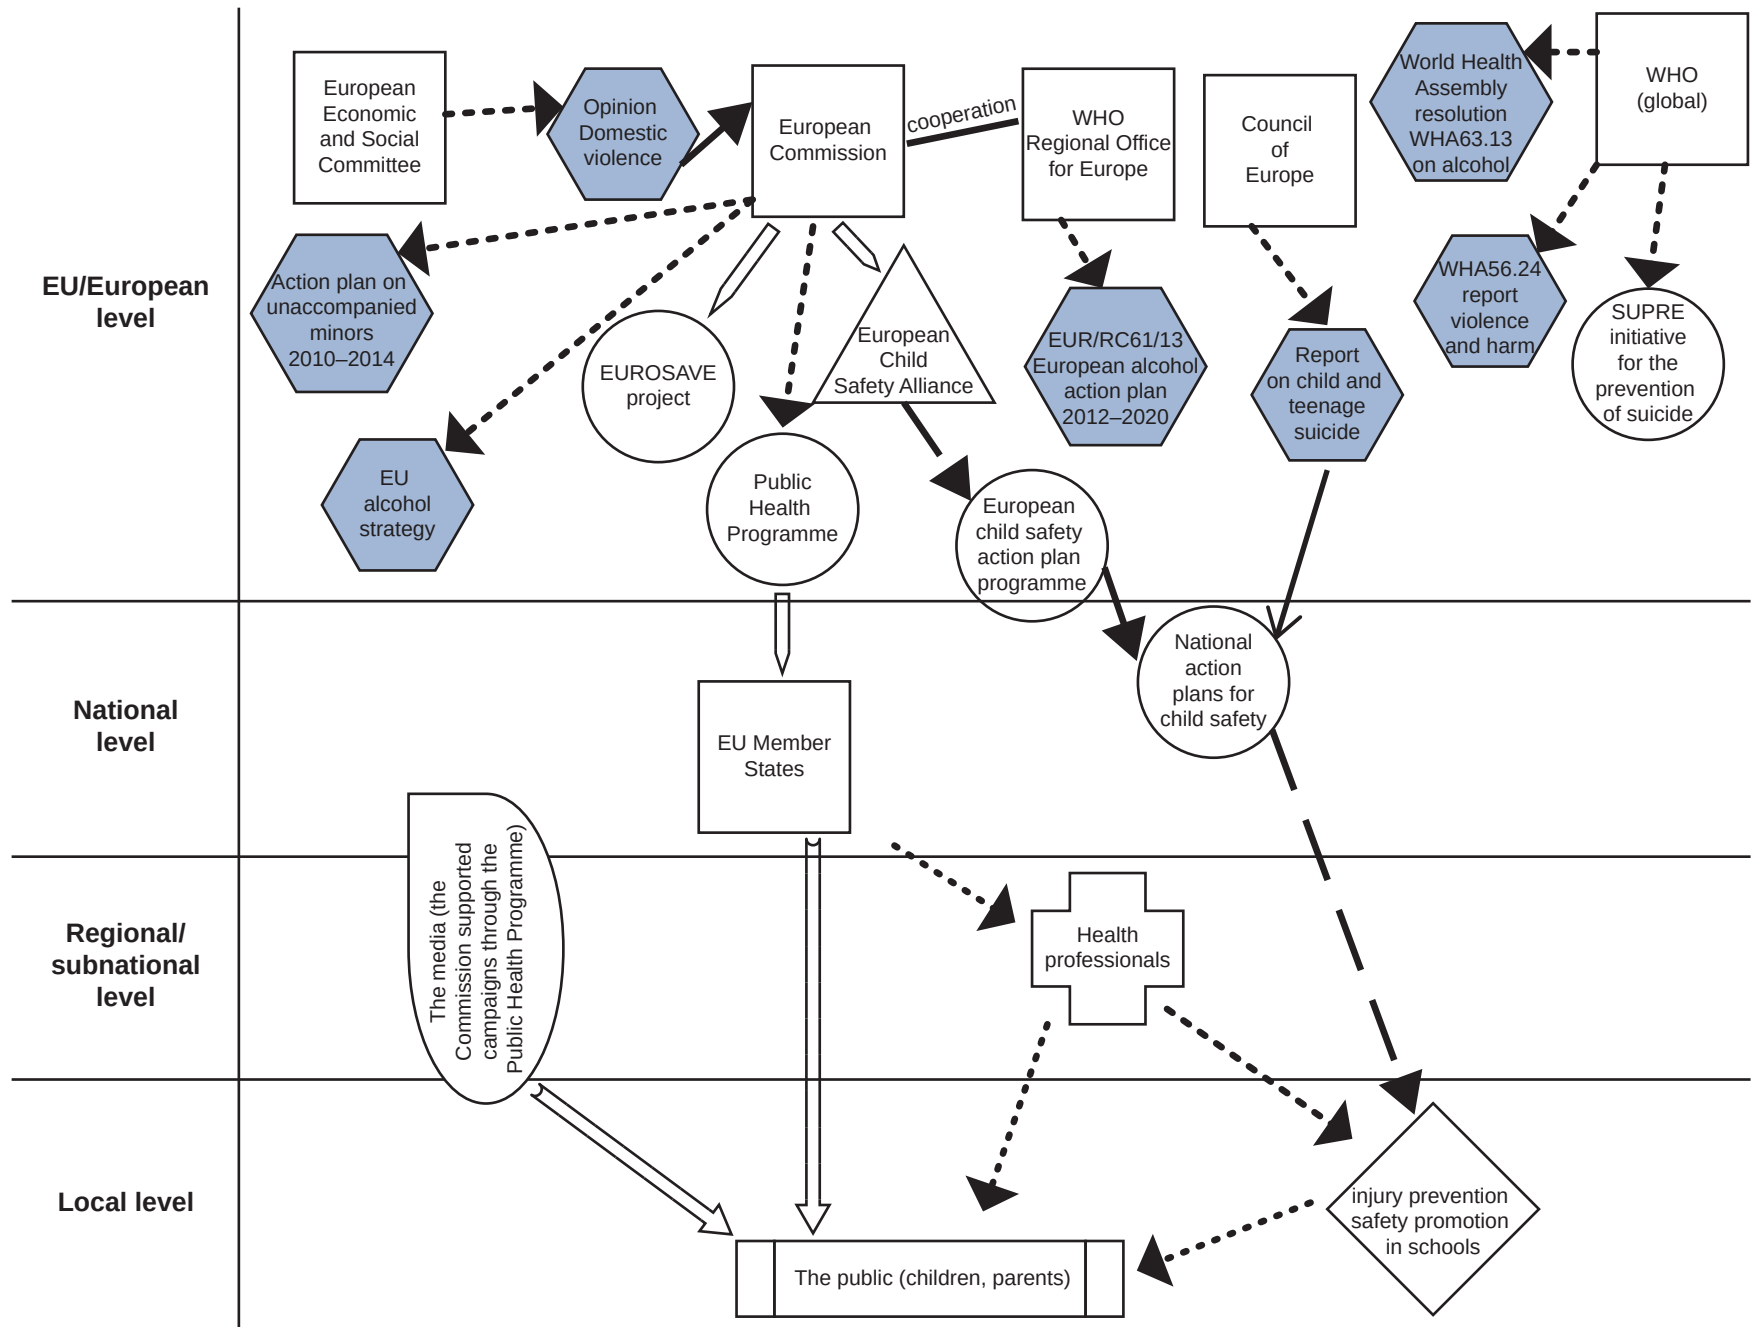 European
Economic
and Social
Committee
Opinion
Domestic
violence
European
Commission
cooperation
WHO
Regional Office
for Europe
Council
of
Europe
World Health
Assembly
resolution
WHA63.13
on alcohol
WHO
(global)
EU/European
level
Action plan on
unaccompanied
minors
2010–2014
EUROSAVE
project
European
Child
Safety Alliance
EUR/RC61/13
European alcohol
action plan
2012–2020
Report
on child and
teenage
suicide
WHA56.24
report
violence
and harm
SUPRE
initiative
for the
prevention
of suicide
EU
alcohol
strategy
Public
Health
Programme
European
child safety
action plan
programme
National
level
EU Member
States
National
action
plans for
child safety
Regional/
subnational
level
The media (the
Commission supported
campaigns through the
Public Health Programme)
Health
professionals
Local level
The public (children, parents)
injury prevention
safety promotion
in schools